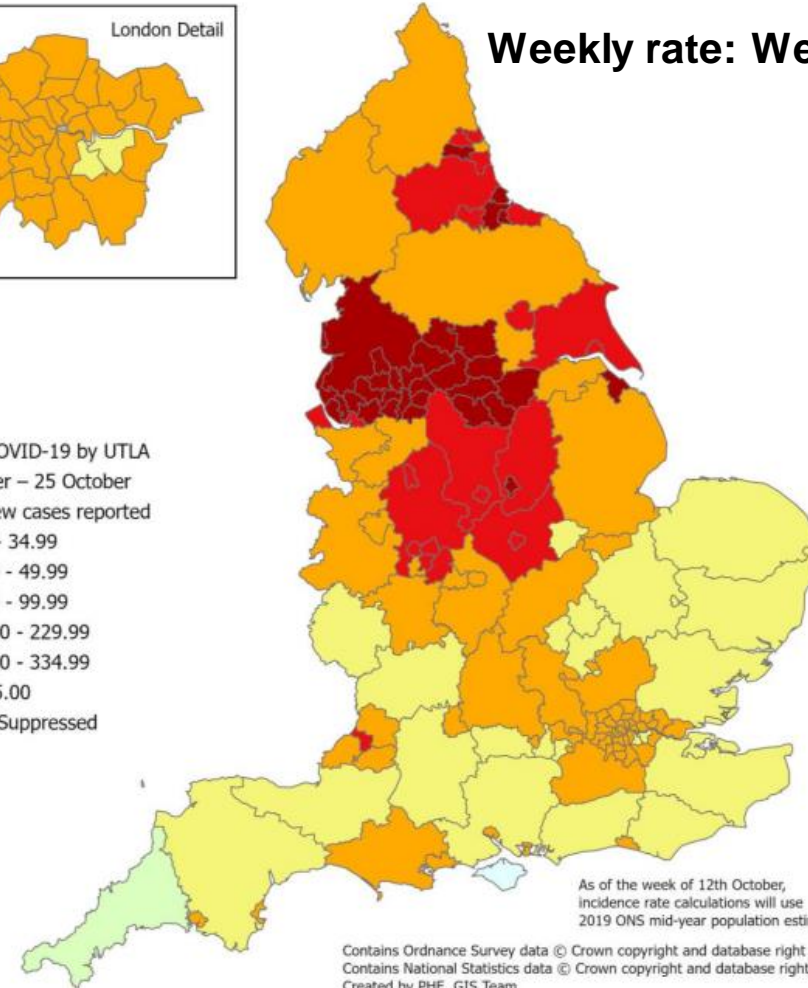 London Detail
Weekly rate: We
OVID-19 by UTLA
er – 25 October
ew cases reported
- 34.99
- 49.99
- 99.99
0 - 229.99
0 - 334.99
5.00
Suppressed
As of the week of 12th October,
incidence rate calculations will use
2019 ONS mid-year population esti
Contains Ordnance Survey data © Crown copyright and database right
Contains National Statistics data © Crown copyright and database right
Created by PHE GIS Team